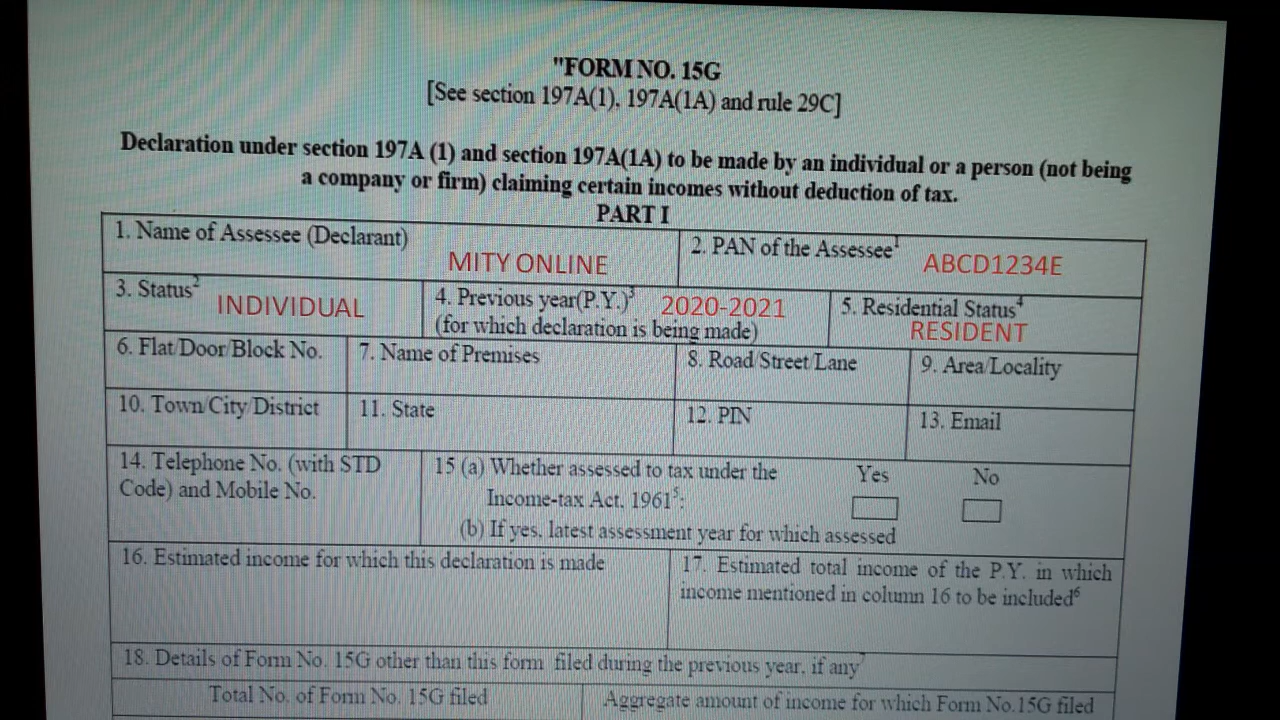 "FORM NO. 15G
[See section 197A(1), 197A(1A) and rule 29C]
Declaration under section 197A (1) and section 197A(1A) to be made by an individual or a person (not being
a company or firm) claiming certain incomes without deduction of tax.
PART I
1. Name of Assessee (Declarant)
MITY ONLINE
2. PAN of the Assessee1
ABCD1234E
3. Status2
INDIVIDUAL
4. Previous year(P.Y.)3
2020-2021
(for which declaration is being made)
5. Residential Status4
RESIDENT
6. Flat/Door/Block No.
7. Name of Premises
8. Road/Street/Lane
9. Area/Locality
10. Town/City/District
11. State
12. PIN
13. Email
14. Telephone No. (with STD
Code) and Mobile No.
15 (a) Whether assessed to tax under the
Income-tax Act, 19615:
Yes
No
(b) If yes, latest assessment year for which assessed
16. Estimated income for which this declaration is made
17. Estimated total income of the P.Y. in which
income mentioned in column 16 to be included6
18. Details of Form No. 15G other than this form filed during the previous year, if any7
Total No. of Form No. 15G filed
Aggregate amount of income for which Form No.15G filed